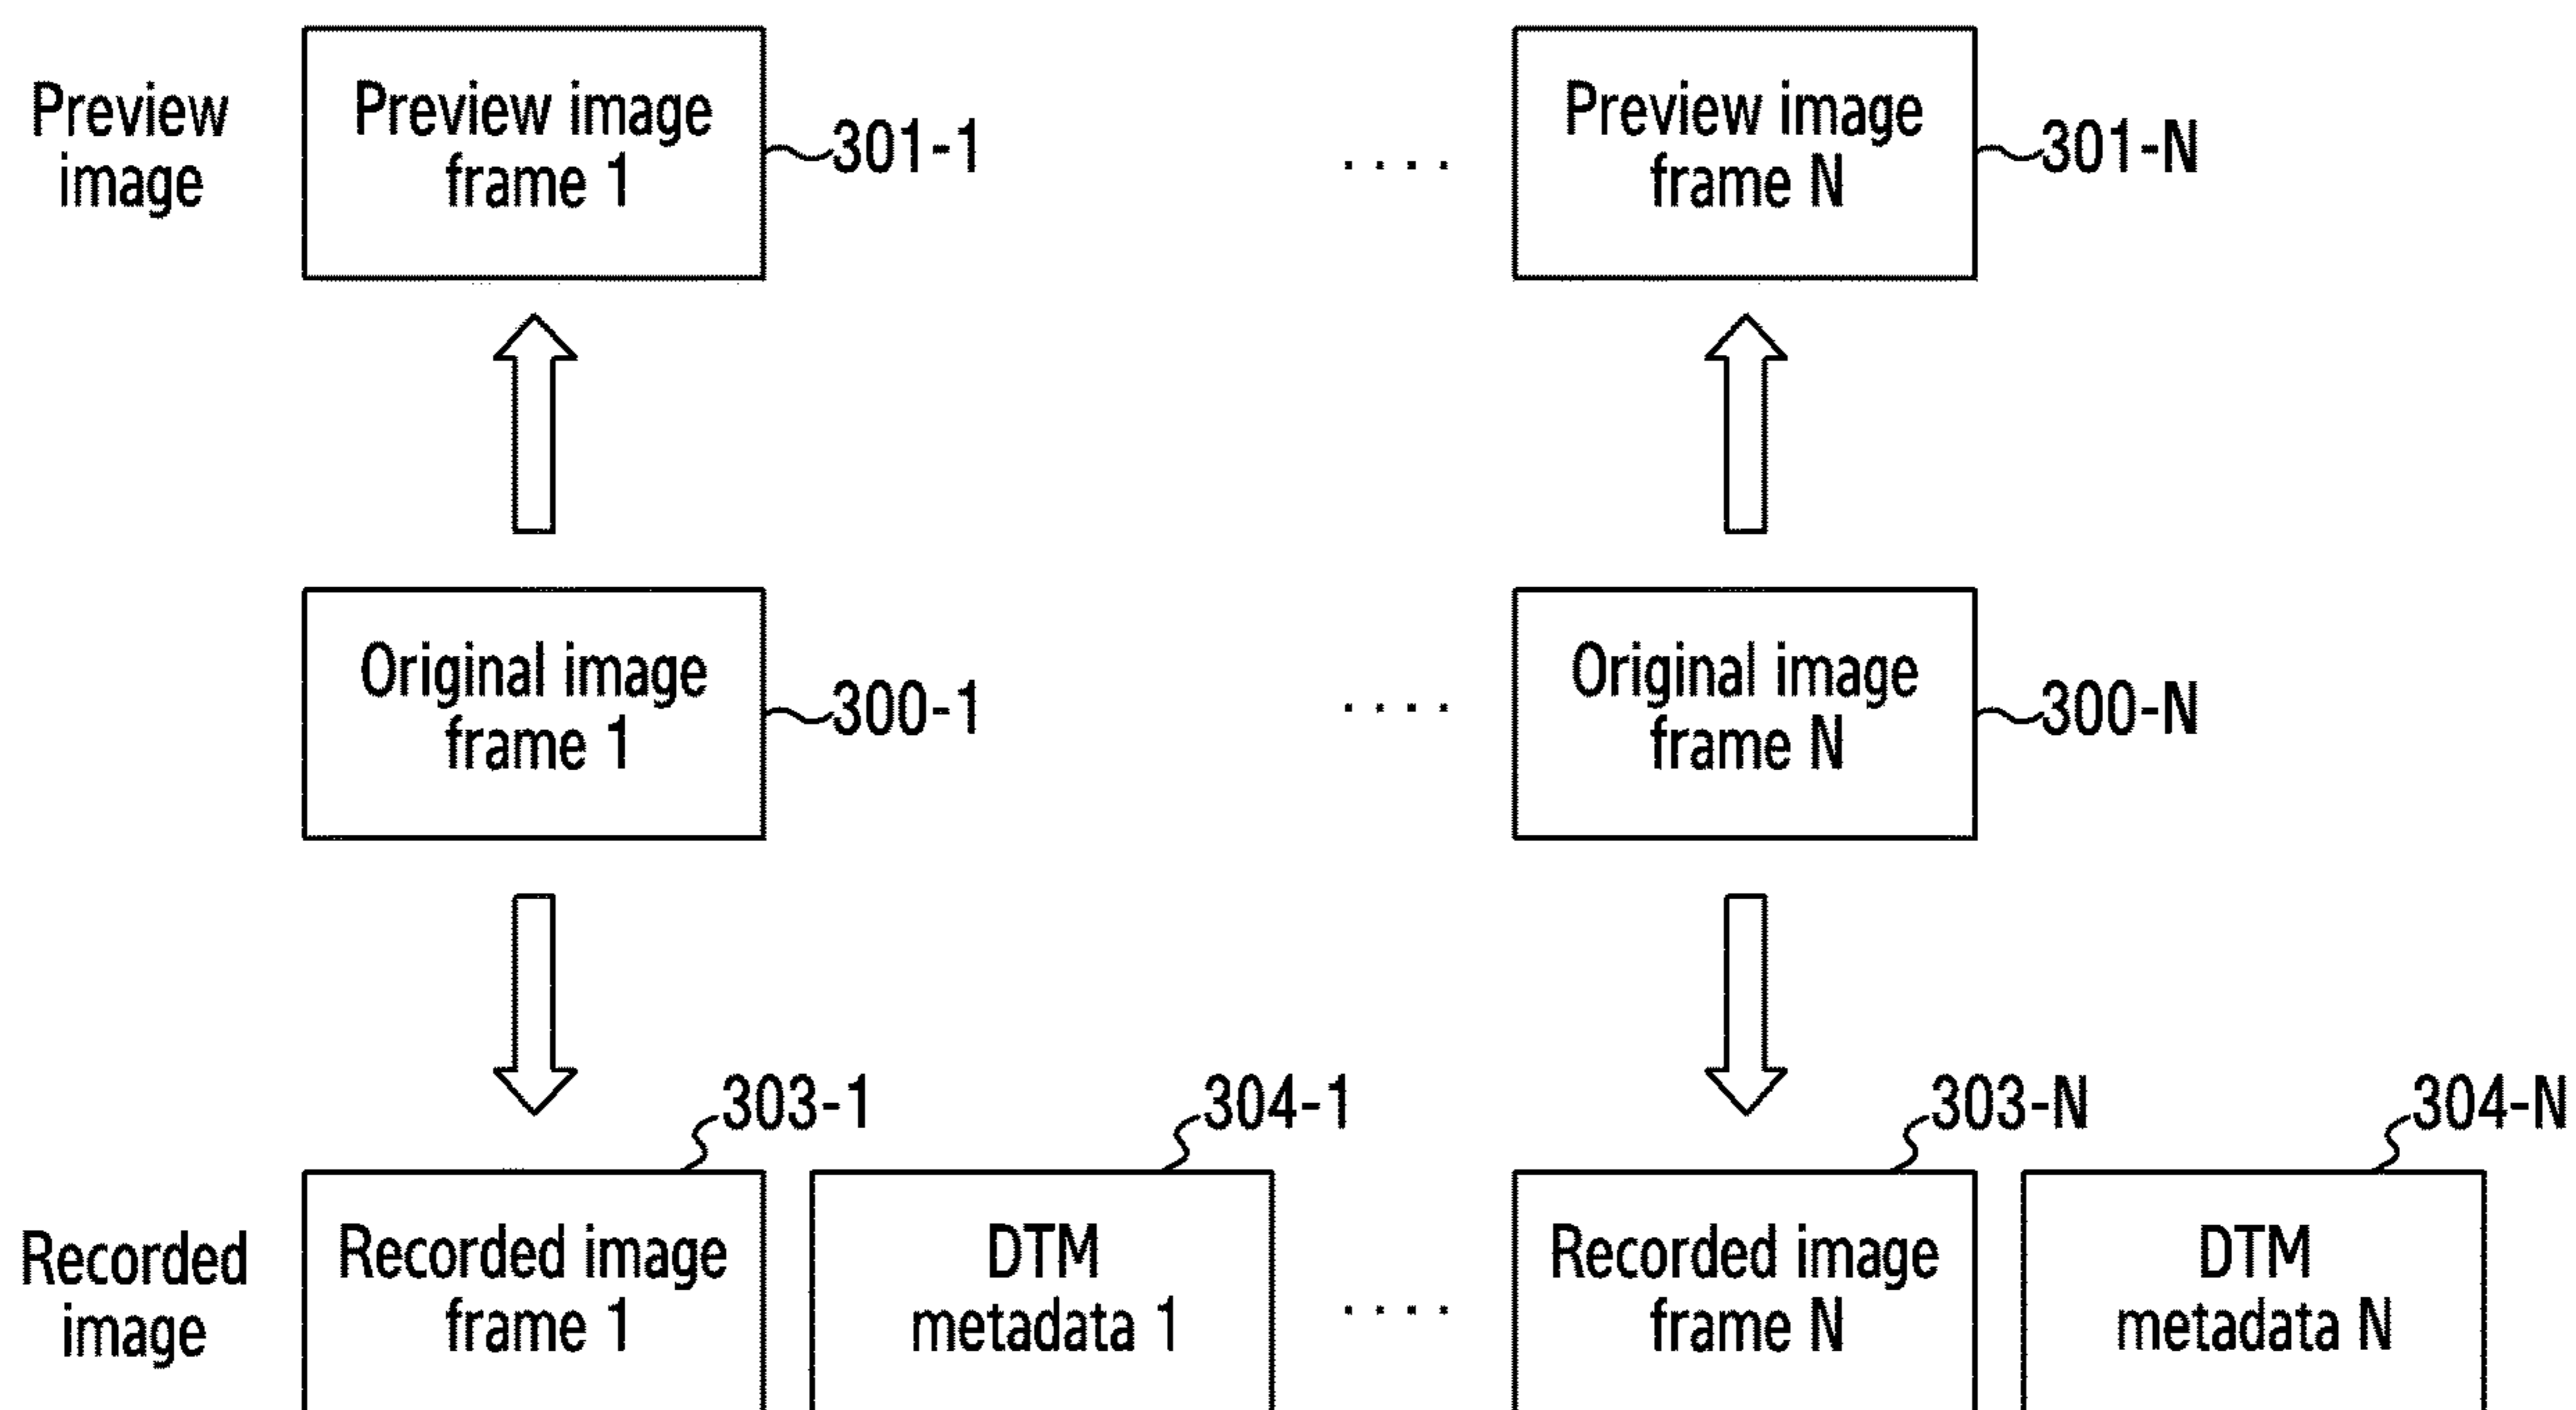 Preview
image
Preview image
frame 1
301-1
....
Preview image
frame N
301-N
Original image
frame 1
300-1
....
Original image
frame N
300-N
303-1
304-1
303-N
304-N
Recorded
image
Recorded image
frame 1
DTM
metadata 1
....
Recorded image
frame N
DTM
metadata N